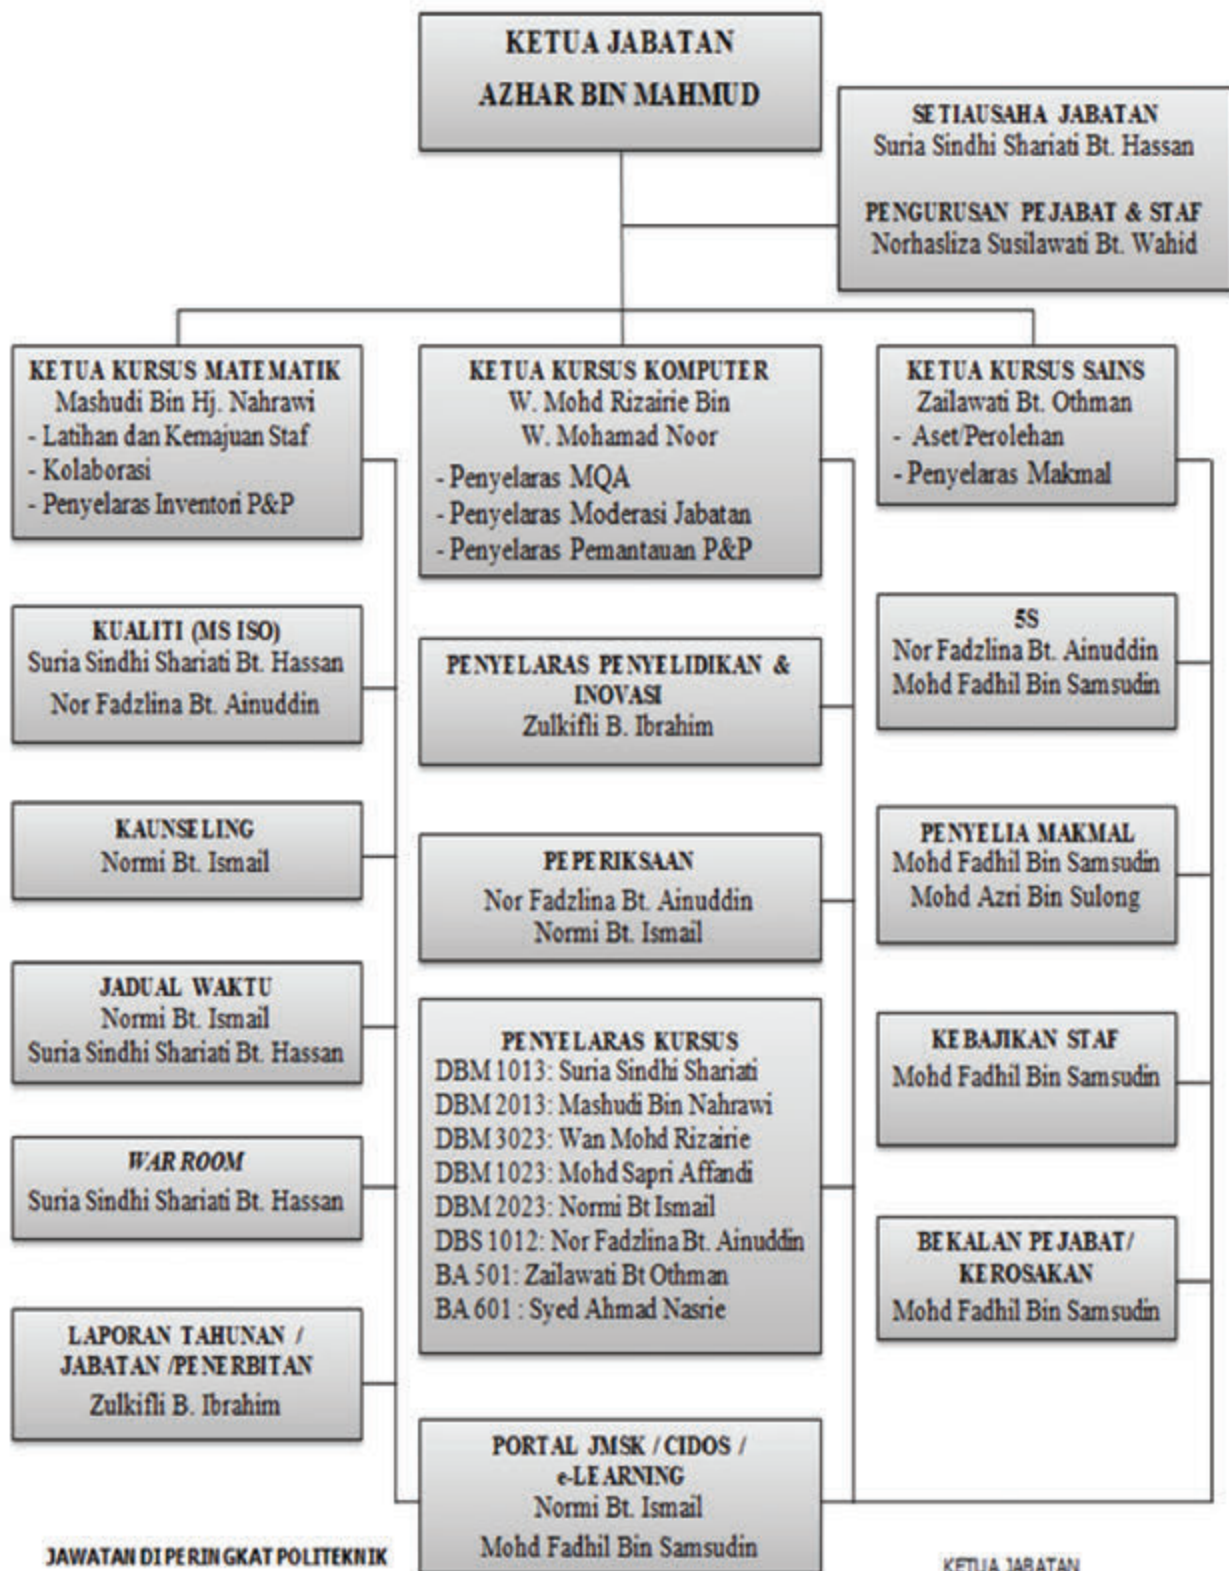 KETUA JABATAN
AZHAR BIN MAHMUD
SETIAUSAHA JABATAN
Suria Sindhi Shariati Bt. Hassan
PENGURUSAN PEJABAT & STAF
Norhasliza Susilawati Bt. Wahid
KETUA KURSUS MATEMATIK
Mashudi Bin Hj. Nahrawi
- Latihan dan Kemajuan Staf
- Kolaborasi
- Penyelaras Inventori P&P
KETUA KURSUS KOMPUTER
W. Mohd Rizairie Bin
W. Mohamad Noor
- Penyelaras MQA
- Penyelaras Moderasi Jabatan
- Penyelaras Pemantauan P&P
KETUA KURSUS SAINS
Zailawati Bt. Othman
- Aset/Perolehan
- Penyelaras Makmal
KUALITI (MS ISO)
Suria Sindhi Shariati Bt. Hassan
Nor Fadzlina Bt. Ainuddin
PENYELARAS PENYELIDIKAN &
INOVASI
Zulkifli B. Ibrahim
5S
Nor Fadzlina Bt. Ainuddin
Mohd Fadhil Bin Samsudin
KAUNSELING
Normi Bt. Ismail
PEPERIKSAAN
Nor Fadzlina Bt. Ainuddin
Normi Bt. Ismail
PENYELIA MAKMAL
Mohd Fadhil Bin Samsudin
Mohd Azri Bin Sulong
JADUAL WAKTU
Normi Bt. Ismail
Suria Sindhi Shariati Bt. Hassan
PENYELARAS KURSUS
DBM 1013: Suria Sindhi Shariati
DBM 2013: Mashudi Bin Nahrawi
DBM 3023: Wan Mohd Rizairie
DBM 1023: Mohd Sapri Affandi
DBM 2023: Normi Bt Ismail
DBS 1012: Nor Fadzlina Bt. Ainuddin
BA 501: Zailawati Bt Othman
BA 601 : Syed Ahmad Nasrie
KEBAJIKAN STAF
Mohd Fadhil Bin Samsudin
WAR ROOM
Suria Sindhi Shariati Bt. Hassan
BEKALAN PEJABAT/
KEROSAKAN
Mohd Fadhil Bin Samsudin
LAPORAN TAHUNAN /
JABATAN /PENERBITAN
Zulkifli B. Ibrahim
PORTAL JMSK / CIDOS /
e-LEARNING
Normi Bt. Ismail
Mohd Fadhil Bin Samsudin
JAWATAN DI PERINGKAT POLITEKNIK
KETUA JABATAN